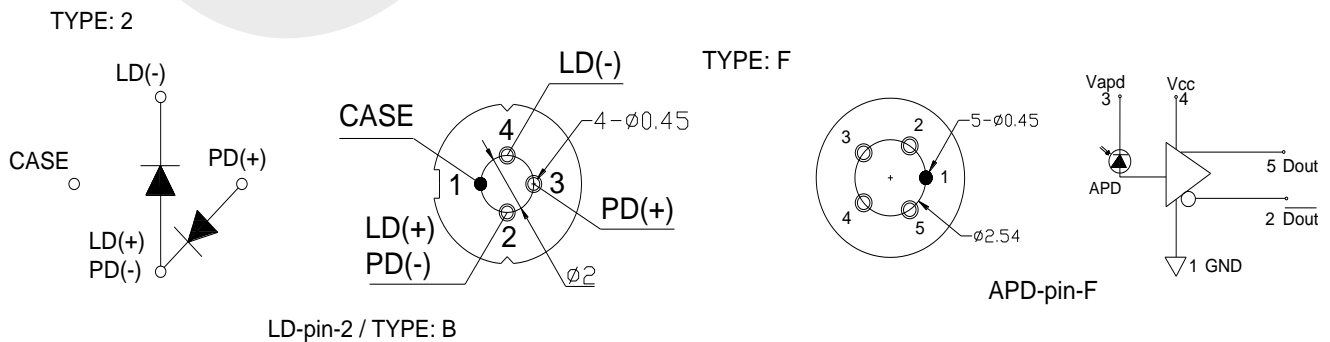 TYPE: 2
LD(-)
CASE
PD(+)
LD(+)
PD(-)
LD(-)
CASE
4-Ø0.45
4
1
3
2
PD(+)
LD(+)
PD(-)
Ø2
LD-pin-2 / TYPE: B
TYPE: F
2
5-Ø0.45
3
1
4
5
Ø2.54
APD-pin-F
Vapd
3
Vcc
4
APD
5 Dout
2 Dout
1 GND